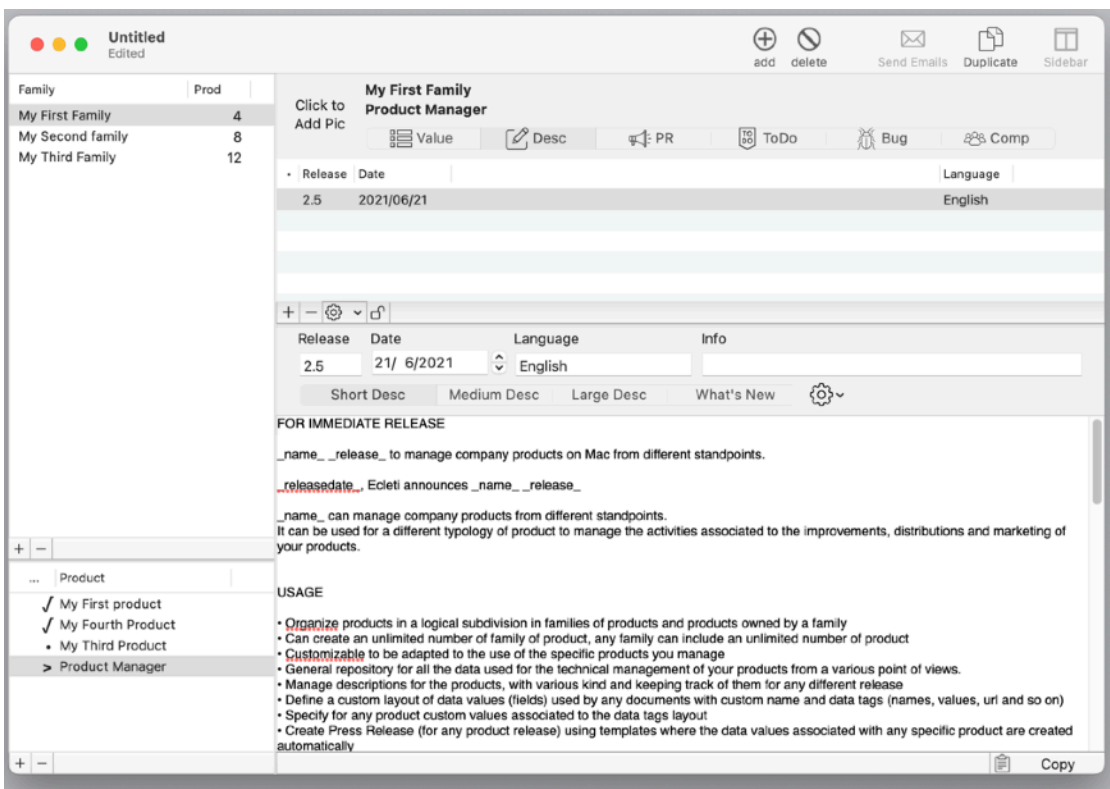 Untitled
Edited
add delete Send Emails Duplicate Sidebar
Family Prod
My First Family 4
My Second family 8
My Third Family 12
Click to
Add Pic
My First Family
Product Manager
Value Desc PR ToDo Bug Comp
• Release Date Language
2.5 2021/06/21 English
Release Date Language Info
2.5 21/ 6/2021 English
Short Desc Medium Desc Large Desc What's New
FOR IMMEDIATE RELEASE
_name_ _release_ to manage company products on Mac from different standpoints.
_releasedate_, Ecleti announces _name_ _release_
_name_ can manage company products from different standpoints.
It can be used for a different typology of product to manage the activities associated to the improvements, distributions and marketing of
your products.
USAGE
• Organize products in a logical subdivision in families of products and products owned by a family
• Can create an unlimited number of family of product, any family can include an unlimited number of product
• Customizable to be adapted to the use of the specific products you manage
• General repository for all the data used for the technical management of your products from a various point of views.
• Manage descriptions for the products, with various kind and keeping track of them for any different release
• Define a custom layout of data values (fields) used by any documents with custom name and data tags (names, values, url and so on)
• Specify for any product custom values associated to the data tags layout
• Create Press Release (for any product release) using templates where the data values associated with any specific product are created
automatically
+ −
... Product
√ My First product
√ My Fourth Product
• My Third Product
> Product Manager
+ −
Copy